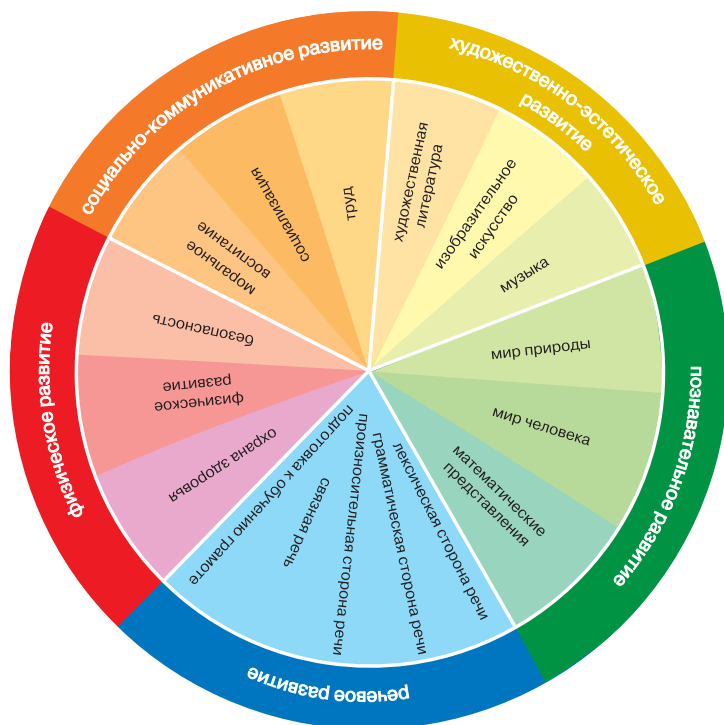 социально-коммуникативное развитие
художественно-эстетическое
развитие
познавательное развитие
речевое развитие
физическое развитие
моральное
воспитание
социализация
труд
художественная
литература
изобразительное
искусство
музыка
мир природы
мир человека
математические
представления
лексическая сторона речи
грамматическая сторона речи
произносительная сторона речи
связная речь
подготовка к обучению грамоте
охрана здоровья
физическое
развитие
безопасность